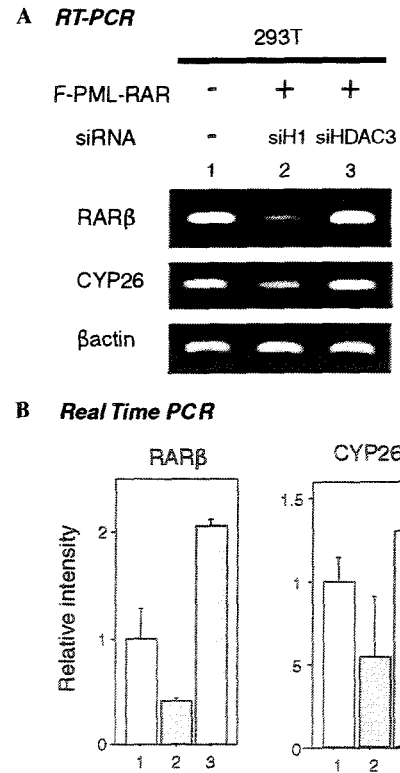 A RT-PCR
293T
F-PML-RAR - + +
siRNA - siH1 siHDAC3
1 2 3
RARβ
CYP26
βactin
B Real Time PCR
RARβ CYP26
Relative intensity
2
1
0
1 2 3
1.5
1
5
0
1 2